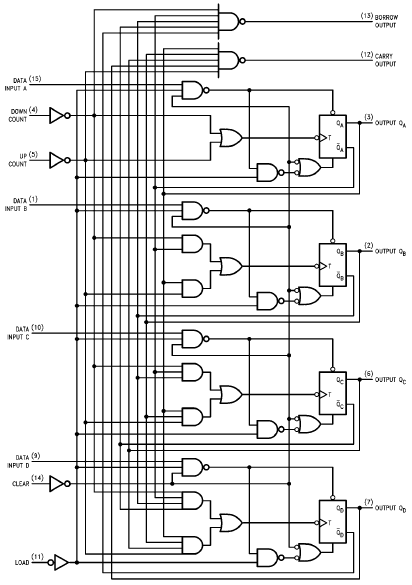 (13) BORROW
OUTPUT
(12) CARRY
OUTPUT
DATA (15)
INPUT A
DOWN (4)
COUNT
Q_A
(3) OUTPUT Q_A
T
Q̄_A
UP (5)
COUNT
DATA (1)
INPUT B
Q_B
(2) OUTPUT Q_B
T
Q̄_B
DATA (10)
INPUT C
Q_C
(6) OUTPUT Q_C
T
Q̄_C
DATA (9)
INPUT D
CLEAR (14)
Q_D
(7) OUTPUT Q_D
T
Q̄_D
LOAD (11)